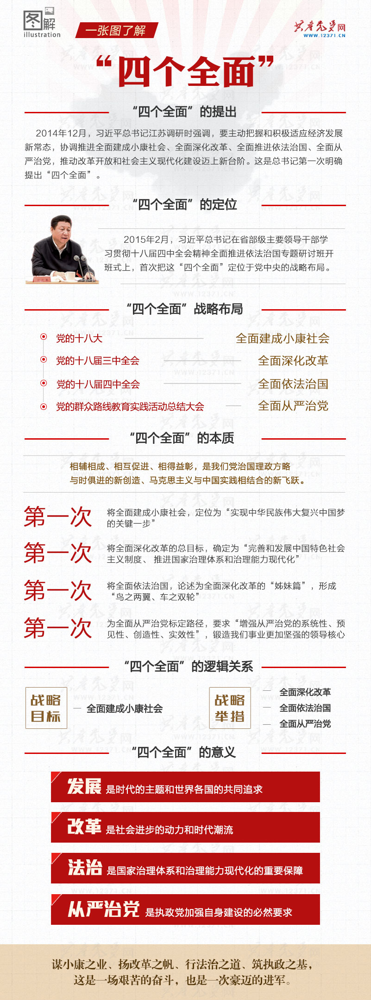 图解
illustration
一张图了解
共产党员网
WWW.12371.CN
“四个全面”
“四个全面”的提出
2014年12月，习近平总书记江苏调研时强调，要主动把握和积极适应经济发展
新常态，协调推进全面建成小康社会、全面深化改革、全面推进依法治国、全面从
严治党，推动改革开放和社会主义现代化建设迈上新台阶。这是总书记第一次明确
提出“四个全面”。
“四个全面”的定位
2015年2月，习近平总书记在省部级主要领导干部学
习贯彻十八届四中全会精神全面推进依法治国专题研讨班开
班式上，首次把这“四个全面”定位于党中央的战略布局。
“四个全面”战略布局
党的十八大 全面建成小康社会
党的十八届三中全会 全面深化改革
党的十八届四中全会 全面依法治国
党的群众路线教育实践活动总结大会 全面从严治党
“四个全面”的本质
相辅相成、相互促进、相得益彰，是我们党治国理政方略
与时俱进的新创造、马克思主义与中国实践相结合的新飞跃。
第一次
将全面建成小康社会，定位为“实现中华民族伟大复兴中国梦
的关键一步”
第一次
将全面深化改革的总目标，确定为“完善和发展中国特色社会
主义制度、推进国家治理体系和治理能力现代化”
第一次
将全面依法治国，论述为全面深化改革的“姊妹篇”，形成
“鸟之两翼、车之双轮”
第一次
为全面从严治党标定路径，要求“增强从严治党的系统性、预
见性、创造性、实效性”，锻造我们事业更加坚强的领导核心
“四个全面”的逻辑关系
战略
目标
全面建成小康社会
战略
举措
全面深化改革
全面依法治国
全面从严治党
“四个全面”的意义
发展 是时代的主题和世界各国的共同追求
改革 是社会进步的动力和时代潮流
法治 是国家治理体系和治理能力现代化的重要保障
从严治党 是执政党加强自身建设的必然要求
谋小康之业、扬改革之帆、行法治之道、筑执政之基，
这是一场艰苦的奋斗，也是一次豪迈的进军。